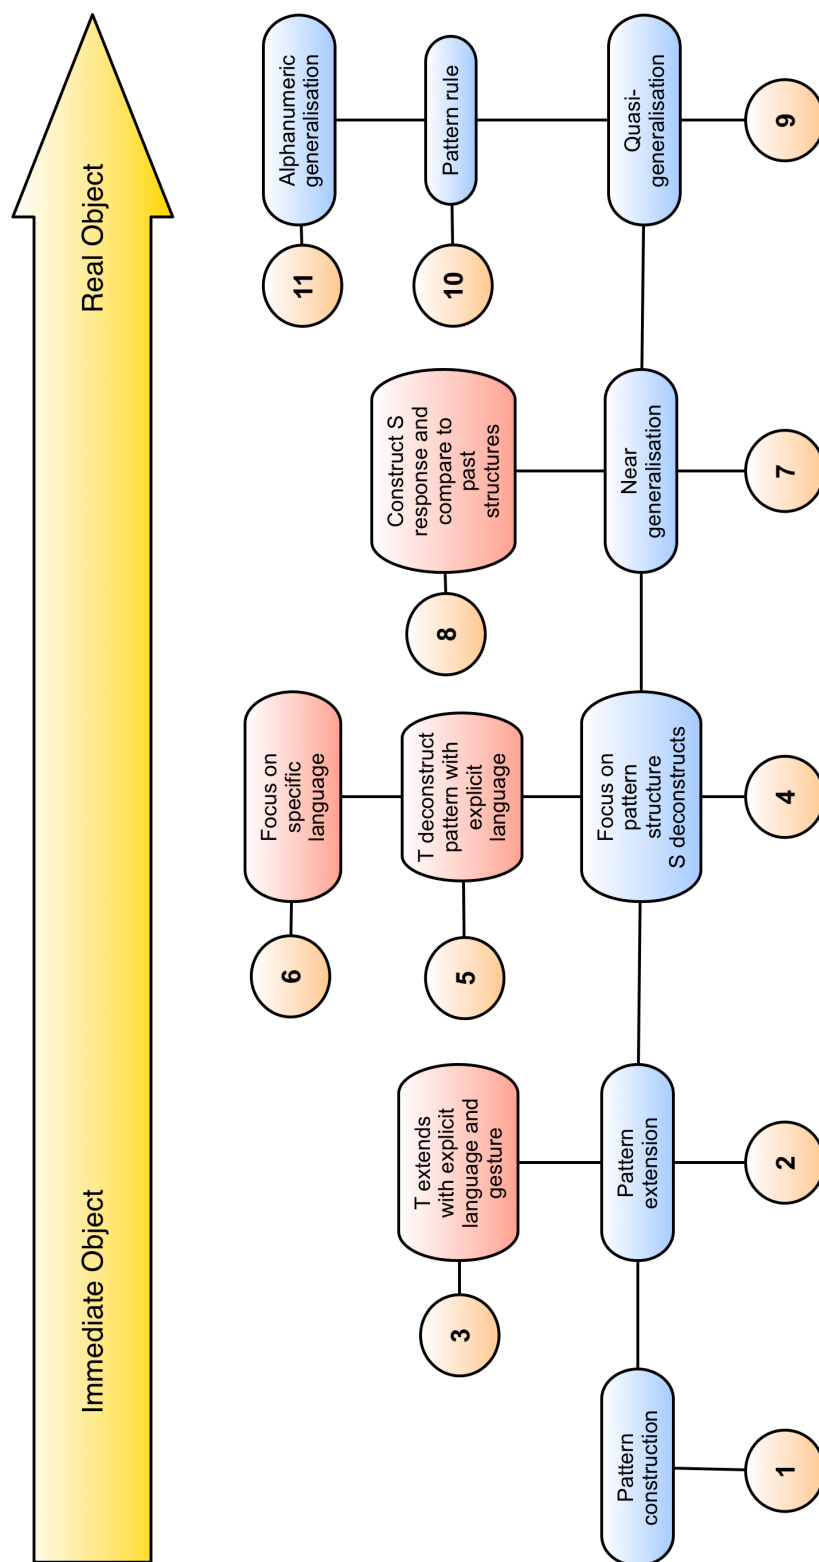 Immediate Object
Real Object
Pattern
construction
1
Pattern
extension
2
T extends
with explicit
language and
gesture
3
Focus on
pattern
structure
S deconstructs
4
T deconstruct
pattern with
explicit
language
5
Focus on
specific
language
6
Near
generalisation
7
Construct S
response and
compare to
past
structures
8
Quasi-
generalisation
9
Pattern rule
10
Alphanumeric
generalisation
11